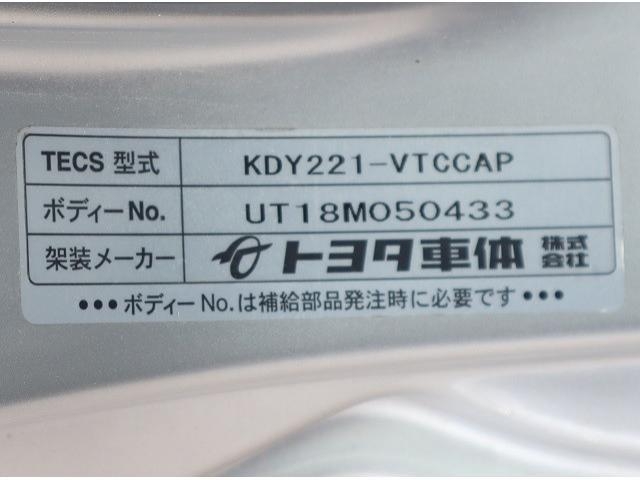 TECS 型式 KDY221-VTCCAP
ボディーNo. UT18M050433
架装メーカー トヨタ車体 株式会社
•••ボディーNo.は補給部品発注時に必要です•••